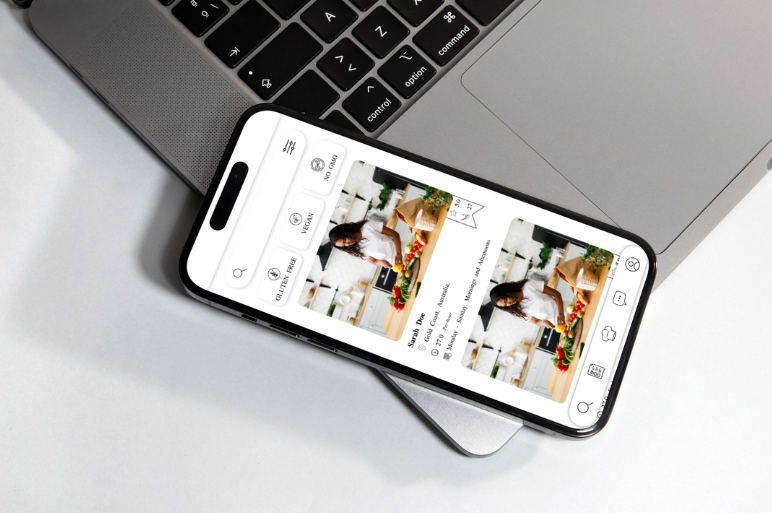 A
Z
⌘
command
⌥
option
^
control
NO GMO
VEGAN
GLUTEN FREE
5.0
27
Sarah Doe
Gold Coast, Australia.
27.0 Per-hour
Monday - Sunday, Mornings and Afternoons